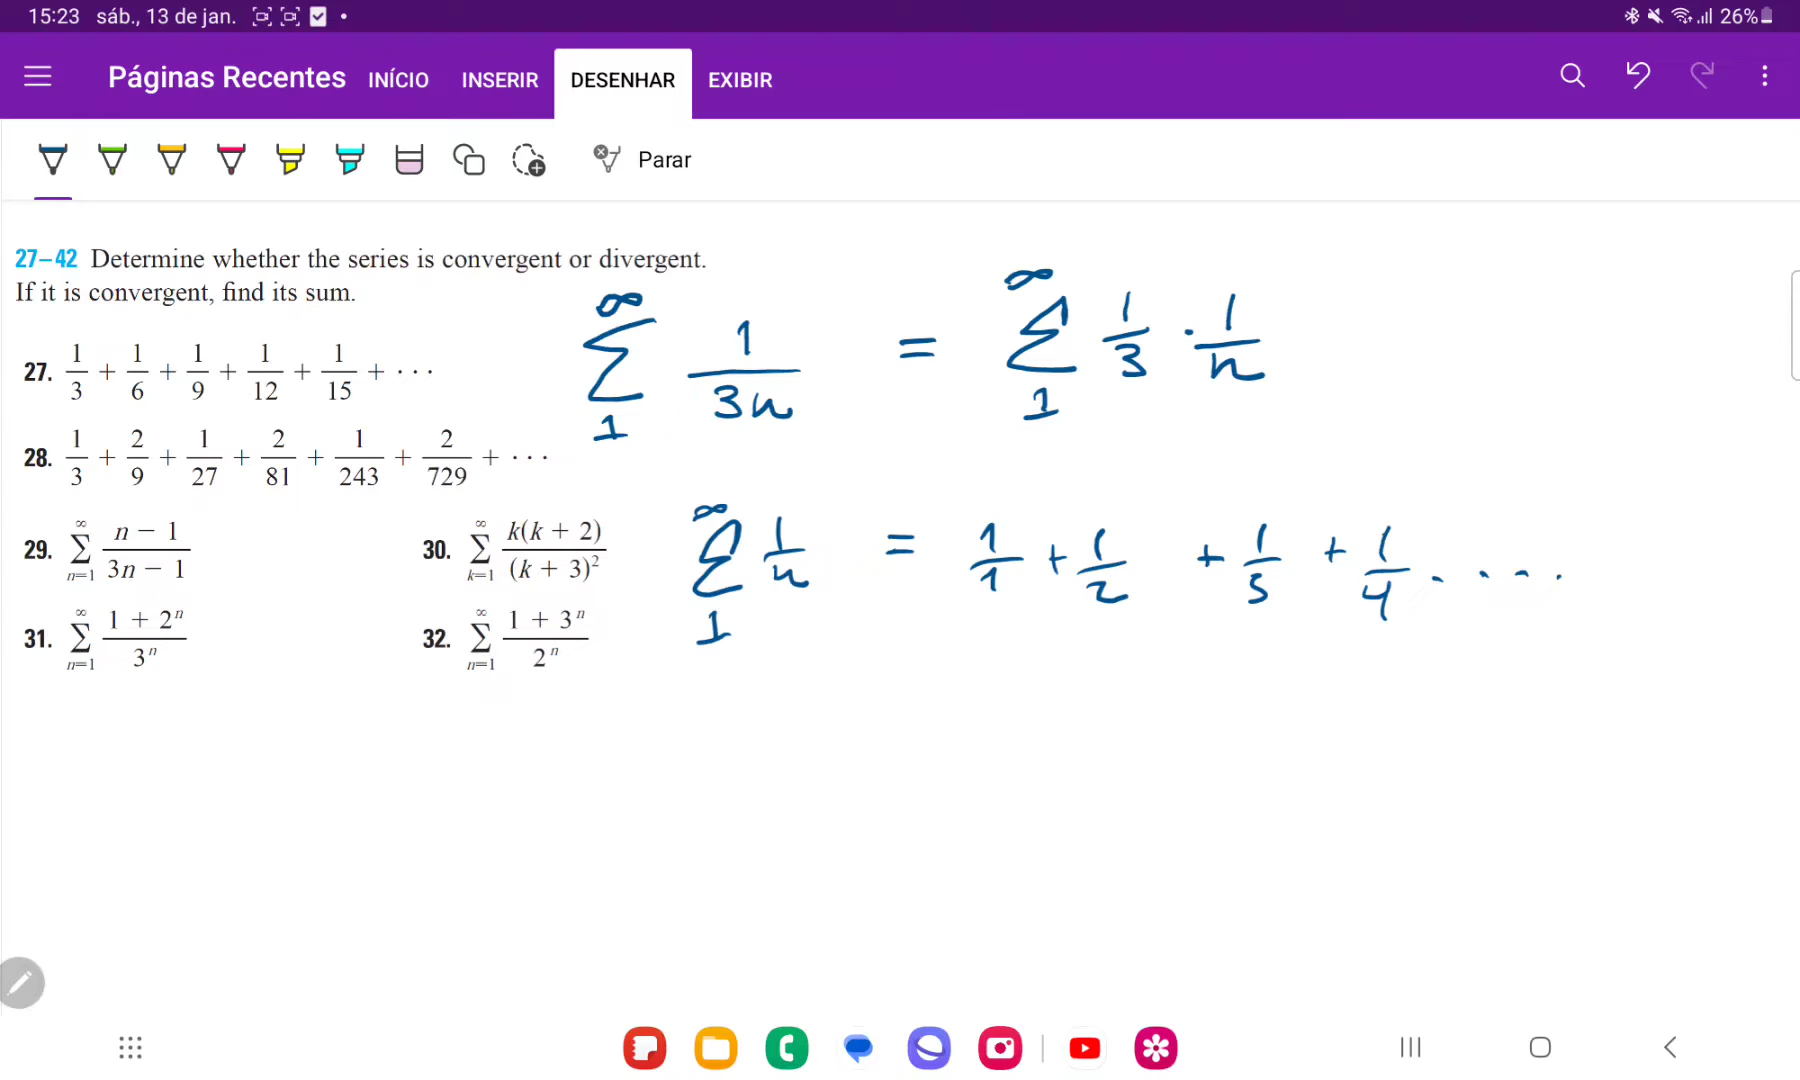 15:23 sáb., 13 de jan. 26%
Páginas Recentes INÍCIO INSERIR DESENHAR EXIBIR
Parar
27–42 Determine whether the series is convergent or divergent.
If it is convergent, find its sum.
27. 1/3 + 1/6 + 1/9 + 1/12 + 1/15 + ···
28. 1/3 + 2/9 + 1/27 + 2/81 + 1/243 + 2/729 + ···
29. ∞ ∑ n=1 (n − 1)/(3n − 1)
30. ∞ ∑ k=1 k(k + 2)/(k + 3)²
31. ∞ ∑ n=1 (1 + 2ⁿ)/3ⁿ
32. ∞ ∑ n=1 (1 + 3ⁿ)/2ⁿ
∞ ∑ 1 1/3n = ∞ ∑ 1 1/3 · 1/n
∞ ∑ 1 1/n = 1/1 + 1/2 + 1/3 + 1/4 ....